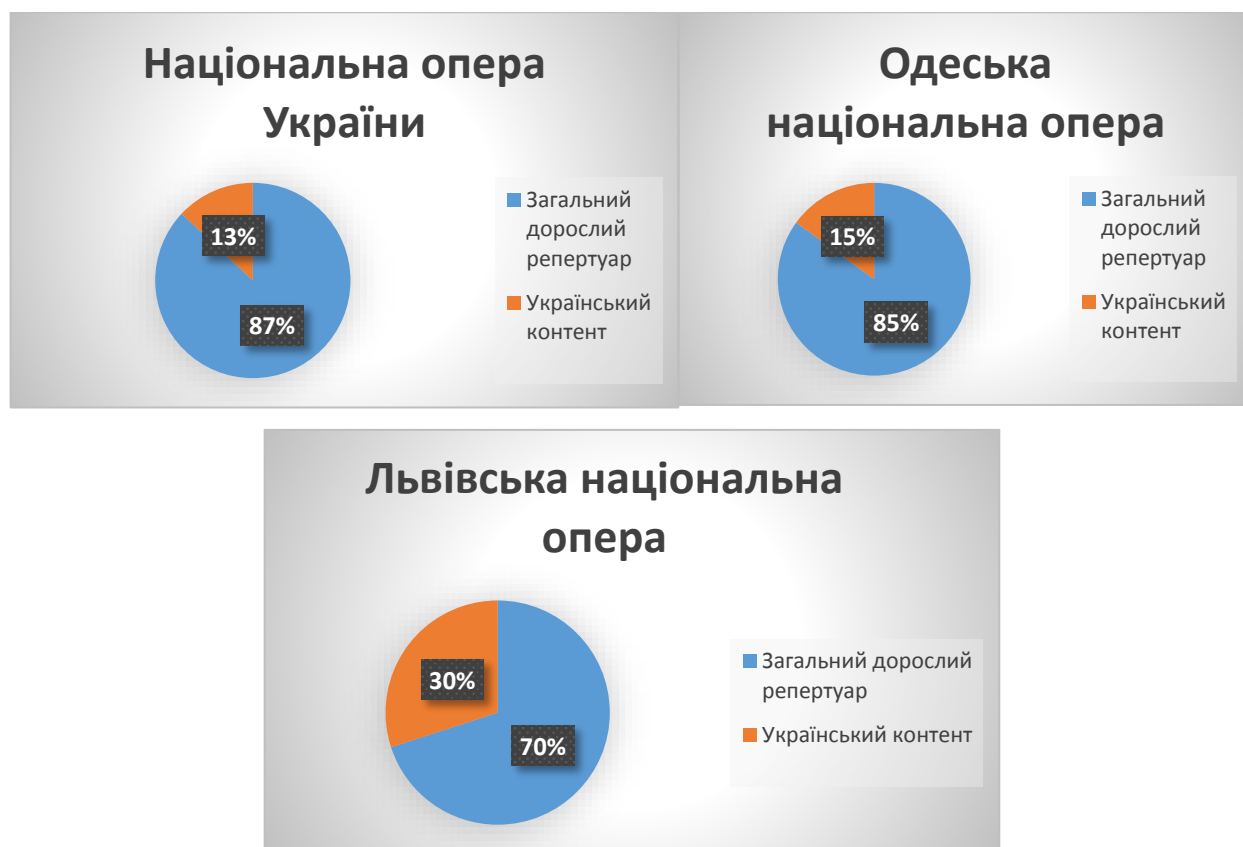 Національна опера
України
13%
87%
Загальний
дорослий
репертуар
Український
контент
Одеська
національна опера
15%
85%
Загальний
дорослий
репертуар
Український
контент
Львівська національна
опера
30%
70%
Загальний дорослий
репертуар
Український контент